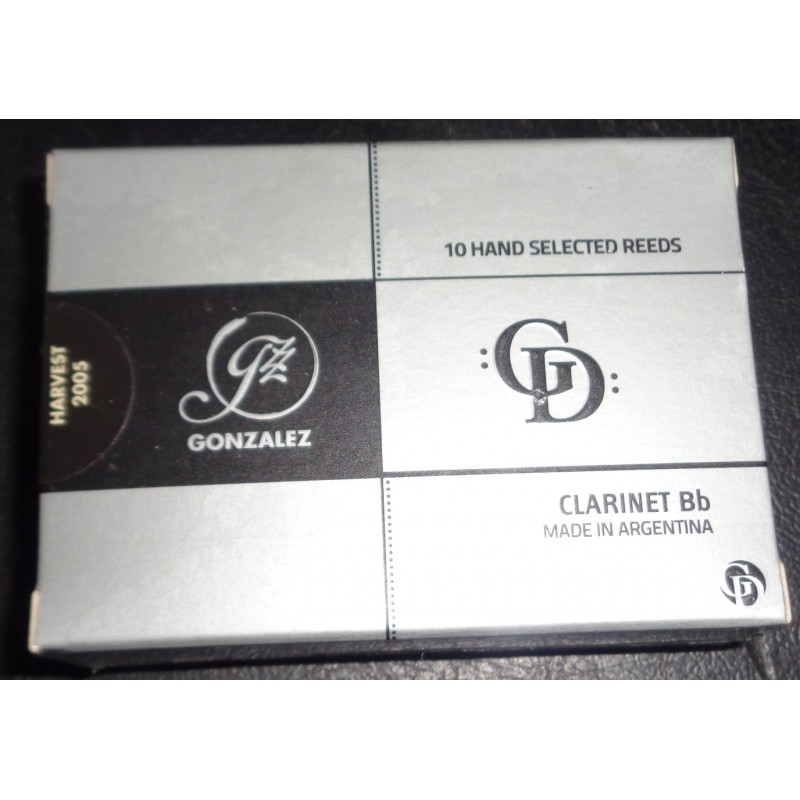 10 HAND SELECTED REEDS
HARVEST
2005
Gzz
GONZALEZ
:GD:
CLARINET Bb
MADE IN ARGENTINA
GD